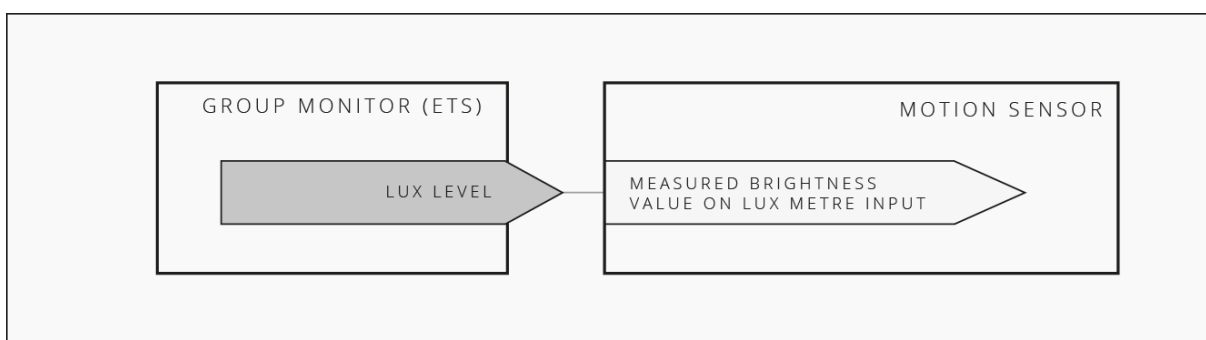 GROUP MONITOR (ETS)
LUX LEVEL
MOTION SENSOR
MEASURED BRIGHTNESS
VALUE ON LUX METRE INPUT